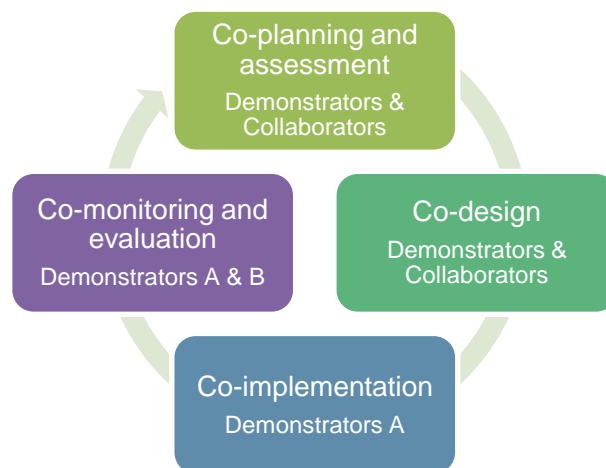 Co-planning and
assessment
Demonstrators &
Collaborators
Co-design
Demonstrators &
Collaborators
Co-implementation
Demonstrators A
Co-monitoring and
evaluation
Demonstrators A & B